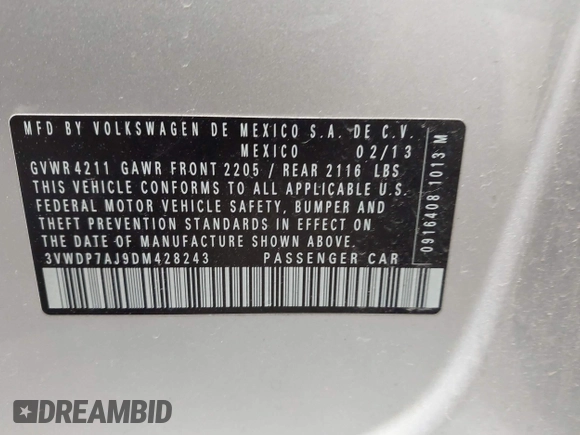 MFD BY VOLKSWAGEN DE MEXICO S.A. DE C.V.
MEXICO 02/13
GVWR 4211 GAWR FRONT 2205 / REAR 2116 LBS
THIS VEHICLE CONFORMS TO ALL APPLICABLE U.S.
FEDERAL MOTOR VEHICLE SAFETY, BUMPER AND
THEFT PREVENTION STANDARDS IN EFFECT ON
THE DATE OF MANUFACTURE SHOWN ABOVE.
3VWDP7AJ9DM428243 PASSENGER CAR
0916408 1013 M
DREAMBID